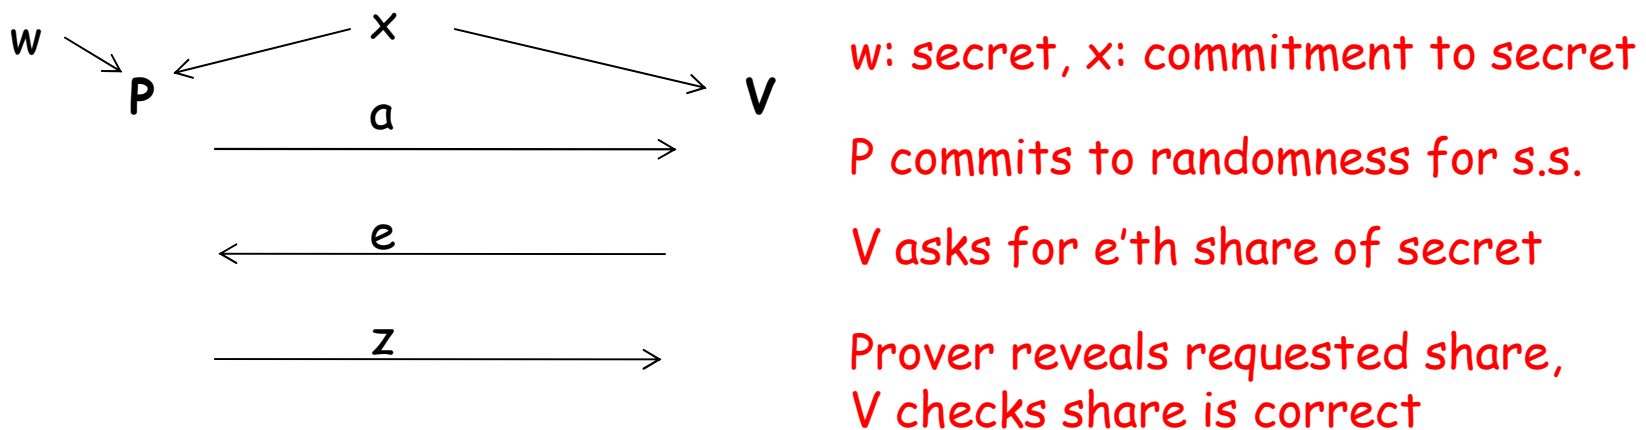 w
x
w: secret, x: commitment to secret
P
V
a
P commits to randomness for s.s.
e
V asks for e’th share of secret
z
Prover reveals requested share,
V checks share is correct